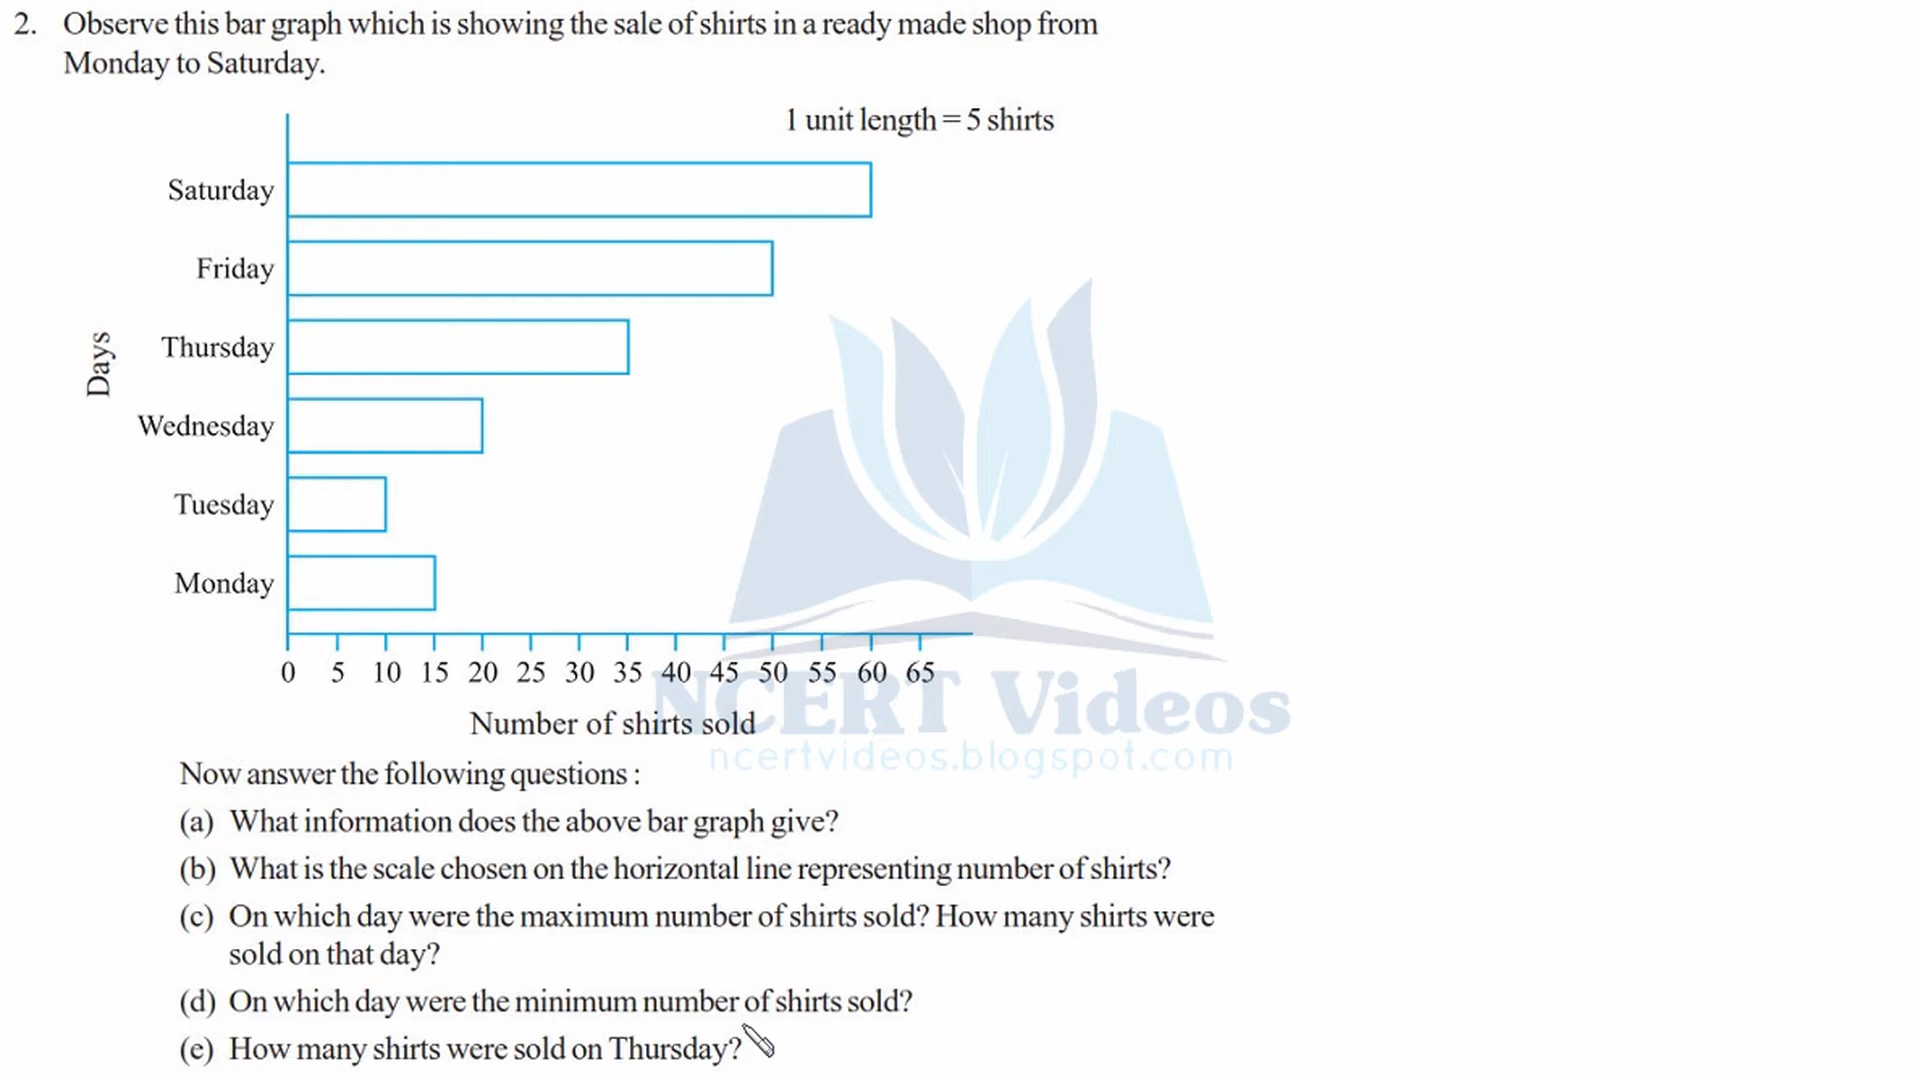 2. Observe this bar graph which is showing the sale of shirts in a ready made shop from
Monday to Saturday.
1 unit length = 5 shirts
Saturday
Friday
Thursday
Wednesday
Tuesday
Monday
Days
0 5 10 15 20 25 30 35 40 45 50 55 60 65
Number of shirts sold
NCERT Videos
ncertvideos.blogspot.com
Now answer the following questions :
(a) What information does the above bar graph give?
(b) What is the scale chosen on the horizontal line representing number of shirts?
(c) On which day were the maximum number of shirts sold? How many shirts were
sold on that day?
(d) On which day were the minimum number of shirts sold?
(e) How many shirts were sold on Thursday?